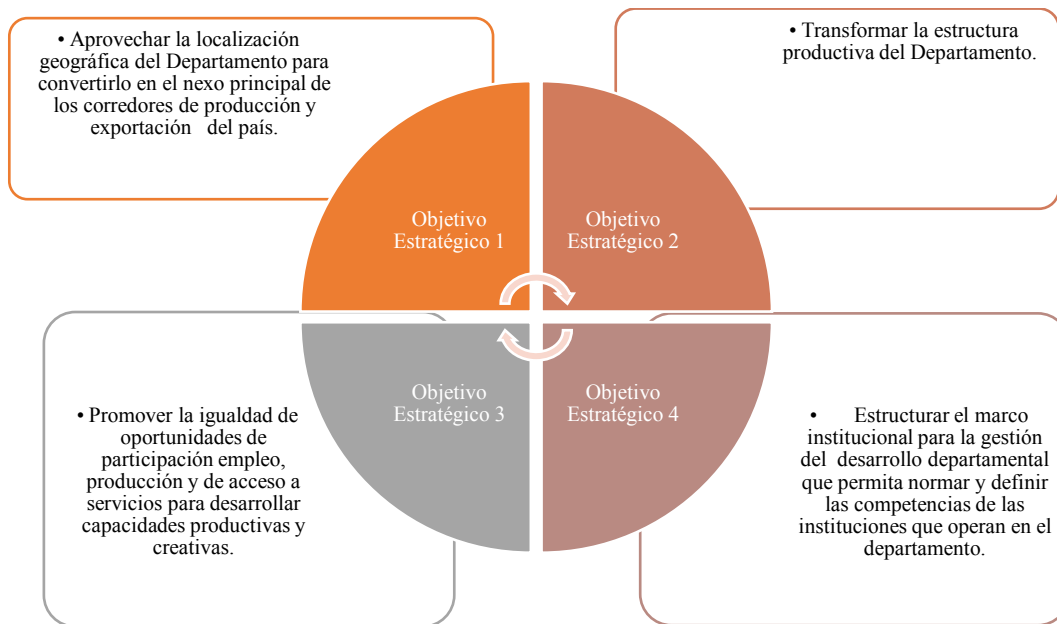 • Aprovechar la localización
geográfica del Departamento para
convertirlo en el nexo principal de
los corredores de producción y
exportación del país.
• Transformar la estructura
productiva del Departamento.
Objetivo
Estratégico 1
Objetivo
Estratégico 2
Objetivo
Estratégico 3
Objetivo
Estratégico 4
• Promover la igualdad de
oportunidades de
participación empleo,
producción y de acceso a
servicios para desarrollar
capacidades productivas y
creativas.
• Estructurar el marco
institucional para la gestión
del desarrollo departamental
que permita normar y definir
las competencias de las
instituciones que operan en el
departamento.